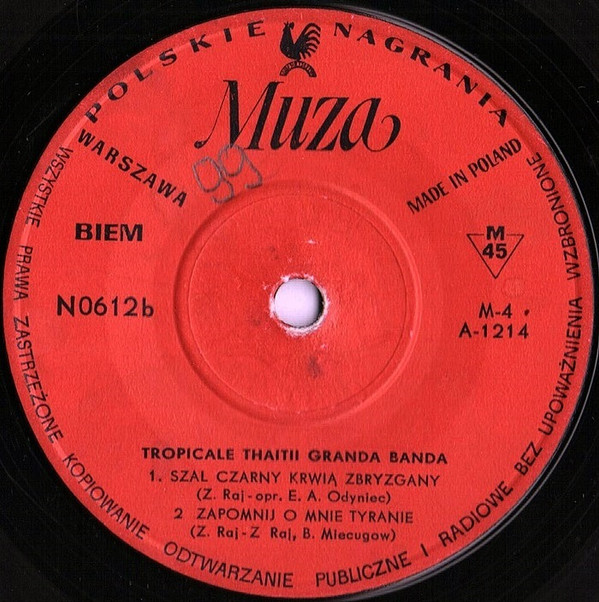 POLSKIE NAGRANIA
Muza
WARSZAWA
99
MADE IN POLAND
BIEM
M
45
N0612b
M-4
A-1214
TROPICALE THAITII GRANDA BANDA
1. SZAL CZARNY KRWIĄ ZBRYZGANY
(Z. Raj-opr. E. A. Odyniec)
2 ZAPOMNIJ O MNIE TYRANIE
(Z. Raj-Z Raj, B. Miecugow)
WSZYSTKIE PRAWA ZASTRZEŻONE KOPIOWANIE ODTWARZANIE PUBLICZNE I RADIOWE BEZ UPOWAŻNIENIA WZBRONIONE